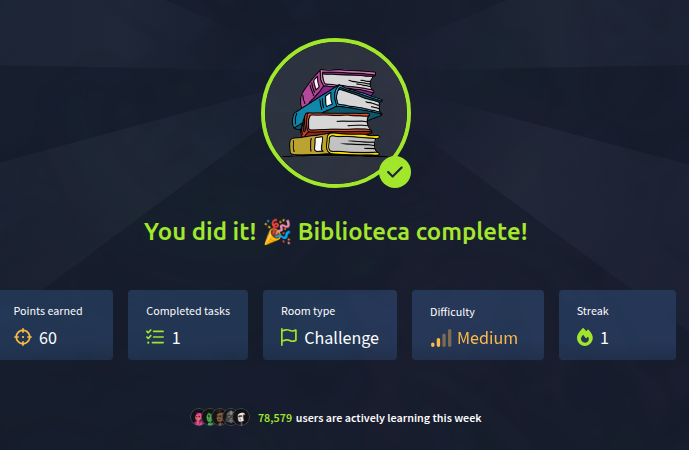 You did it! 🎉 Biblioteca complete!
Points earned
60
Completed tasks
1
Room type
Challenge
Difficulty
Medium
Streak
1
78,579 users are actively learning this week